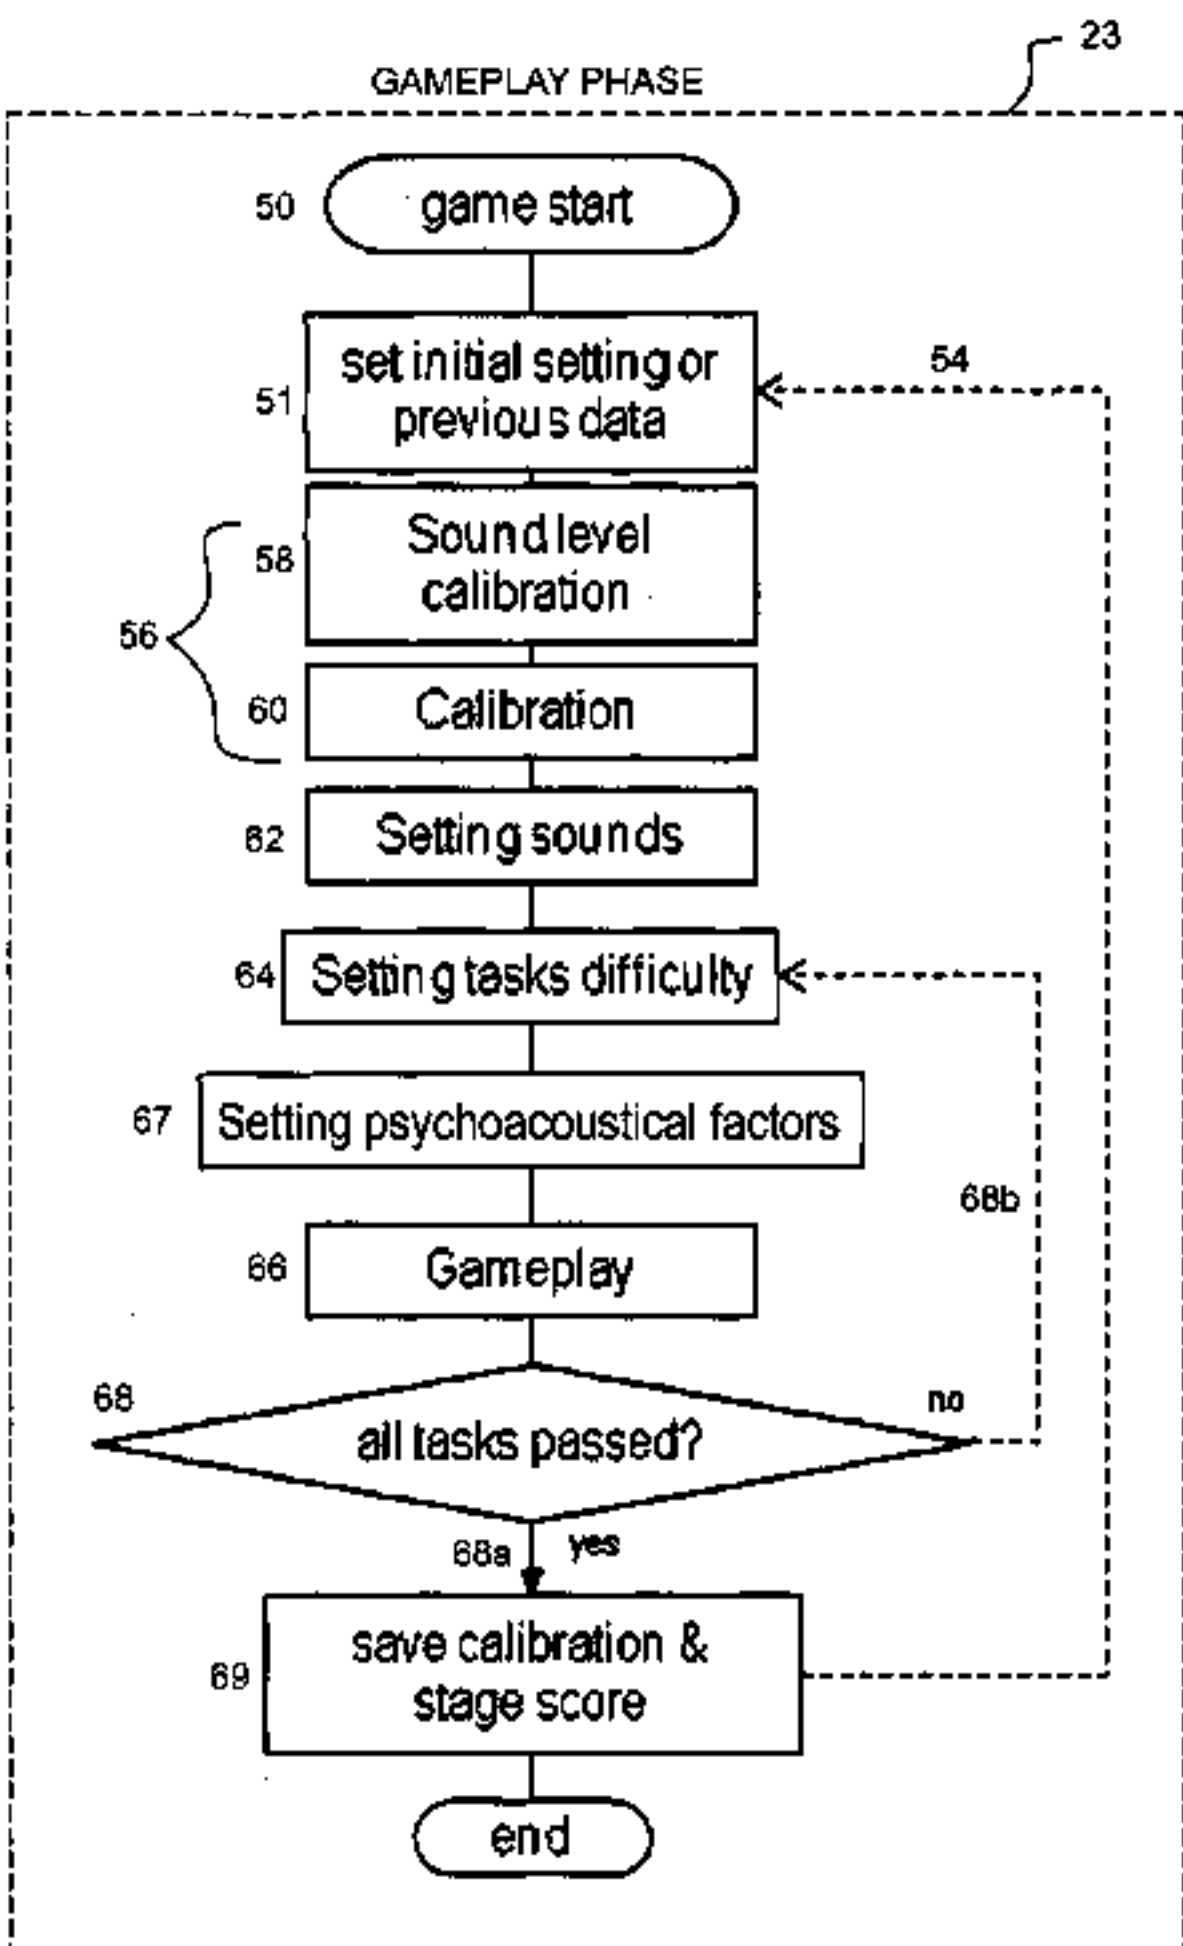 23
GAMEPLAY PHASE
50
game start
51
set initial setting or
previous data
54
56
58
Sound level
calibration
60
Calibration
62
Setting sounds
64
Setting tasks difficulty
67
Setting psychoacoustical factors
68b
66
Gameplay
68
all tasks passed?
no
68a
yes
69
save calibration &
stage score
end